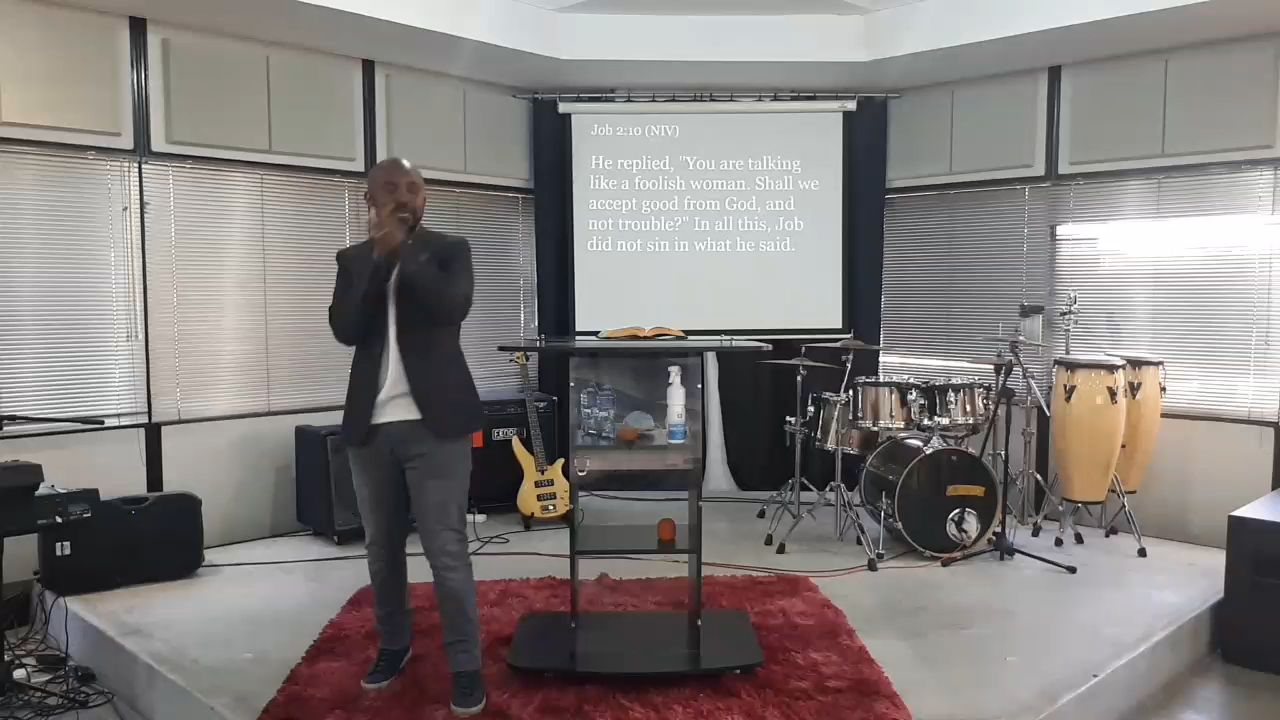 Job 2:10 (NIV)
He replied, "You are talking
like a foolish woman. Shall we
accept good from God, and
not trouble?" In all this, Job
did not sin in what he said.